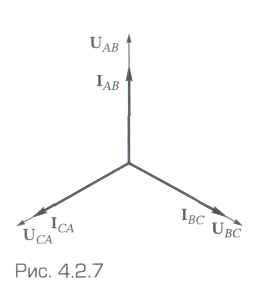 U_AB
I_AB
I_CA
U_CA
I_BC
U_BC
Рис. 4.2.7